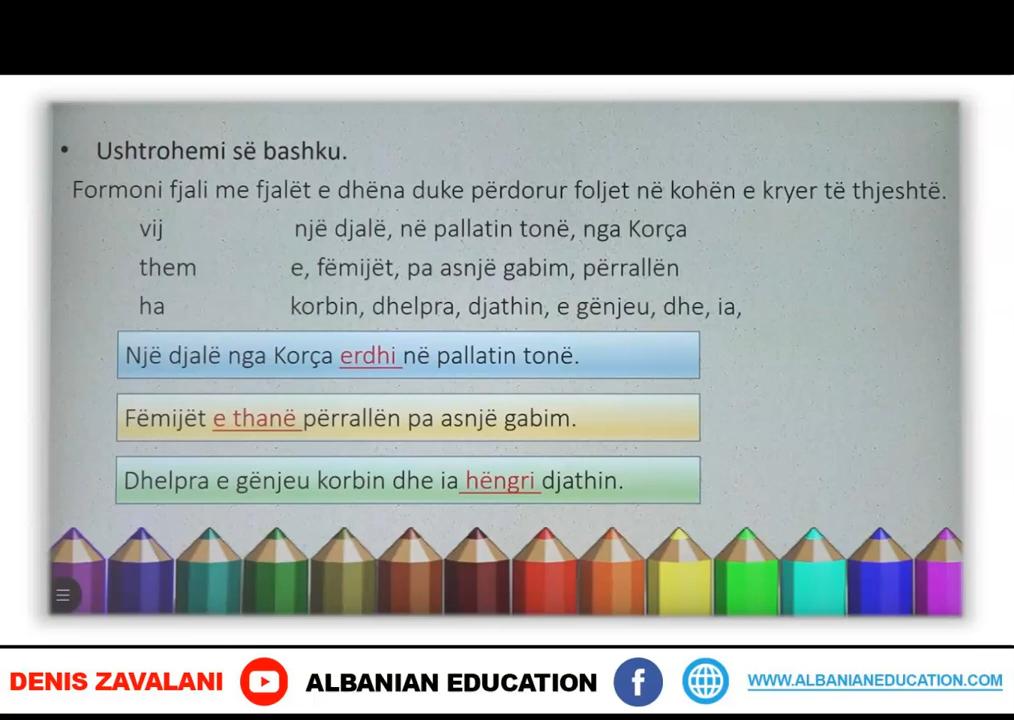 • Ushtrohemi së bashku.
Formoni fjali me fjalët e dhëna duke përdorur foljet në kohën e kryer të thjeshtë.
vij një djalë, në pallatin tonë, nga Korça
them e, fëmijët, pa asnjë gabim, përrallën
ha korbin, dhelpra, djathin, e gënjeu, dhe, ia,
Një djalë nga Korça erdhi në pallatin tonë.
Fëmijët e thanë përrallën pa asnjë gabim.
Dhelpra e gënjeu korbin dhe ia hëngri djathin.
DENIS ZAVALANI ALBANIAN EDUCATION f WWW.ALBANIANEDUCATION.COM